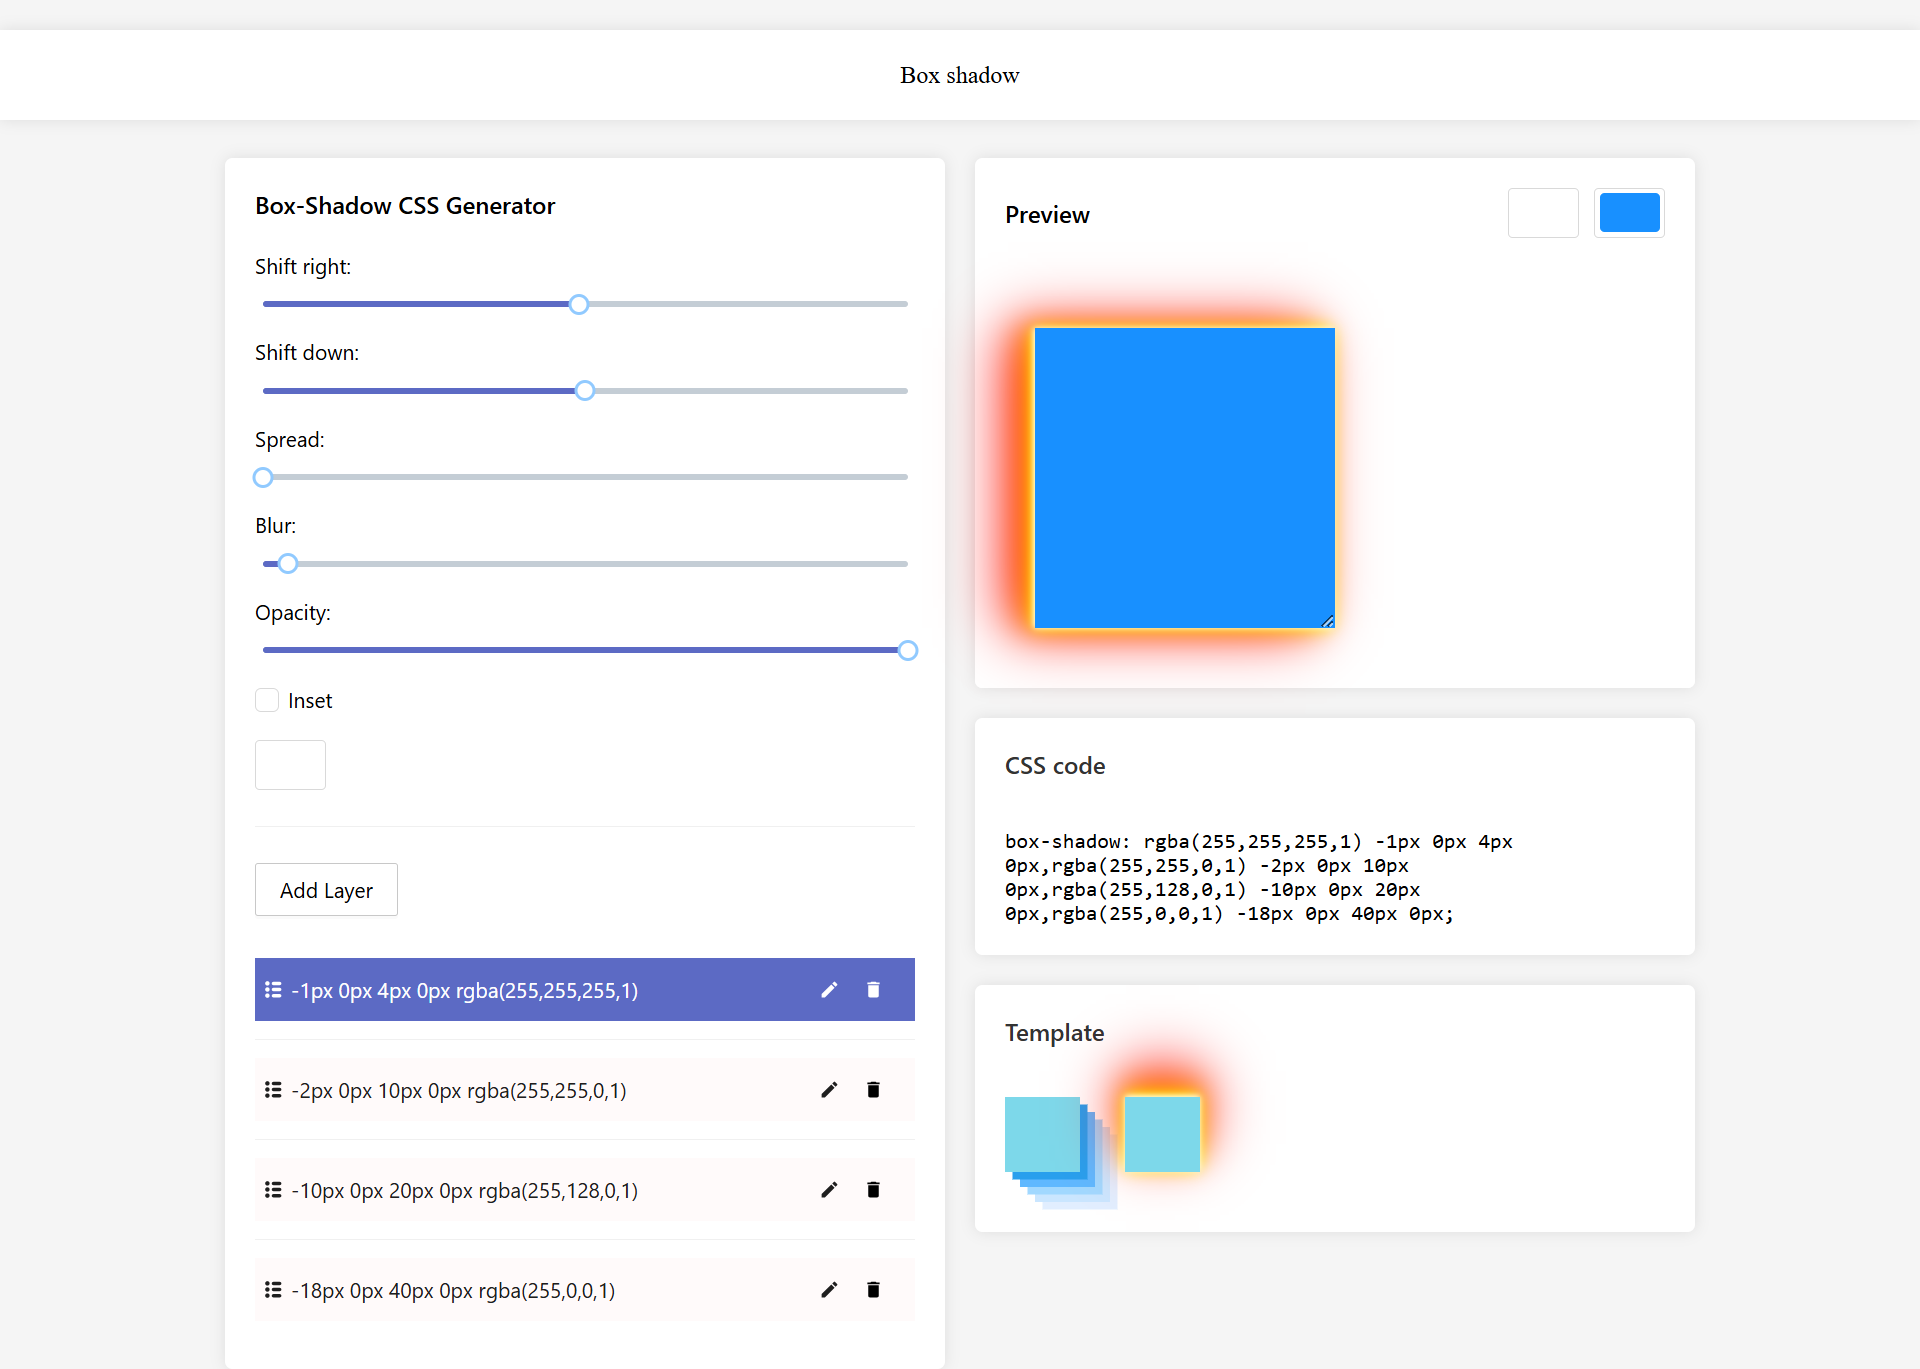 Box shadow
Box-Shadow CSS Generator
Shift right:
Shift down:
Spread:
Blur:
Opacity:
Inset
Add Layer
-1px 0px 4px 0px rgba(255,255,255,1)
-2px 0px 10px 0px rgba(255,255,0,1)
-10px 0px 20px 0px rgba(255,128,0,1)
-18px 0px 40px 0px rgba(255,0,0,1)
Preview
CSS code
box-shadow: rgba(255,255,255,1) -1px 0px 4px
0px,rgba(255,255,0,1) -2px 0px 10px
0px,rgba(255,128,0,1) -10px 0px 20px
0px,rgba(255,0,0,1) -18px 0px 40px 0px;
Template